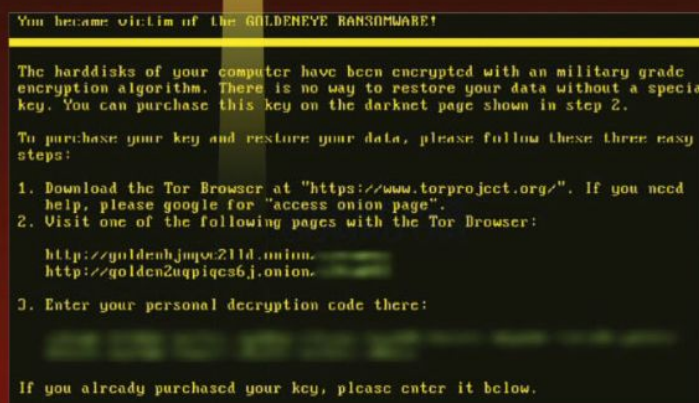 You became victim of the GOLDENEYE RANSOMWARE!
The harddisks of your computer have been encrypted with an military grade
encryption algorithm. There is no way to restore your data without a specia
key. You can purchase this key on the darknet page shown in step 2.
To purchase your key and restore your data, please follow these three easy
steps:
1. Download the Tor Browser at "https://www.torproject.org/". If you need
help, please google for "access onion page".
2. Visit one of the following pages with the Tor Browser:
3. Enter your personal decryption code there:
If you already purchased your key, please enter it below.